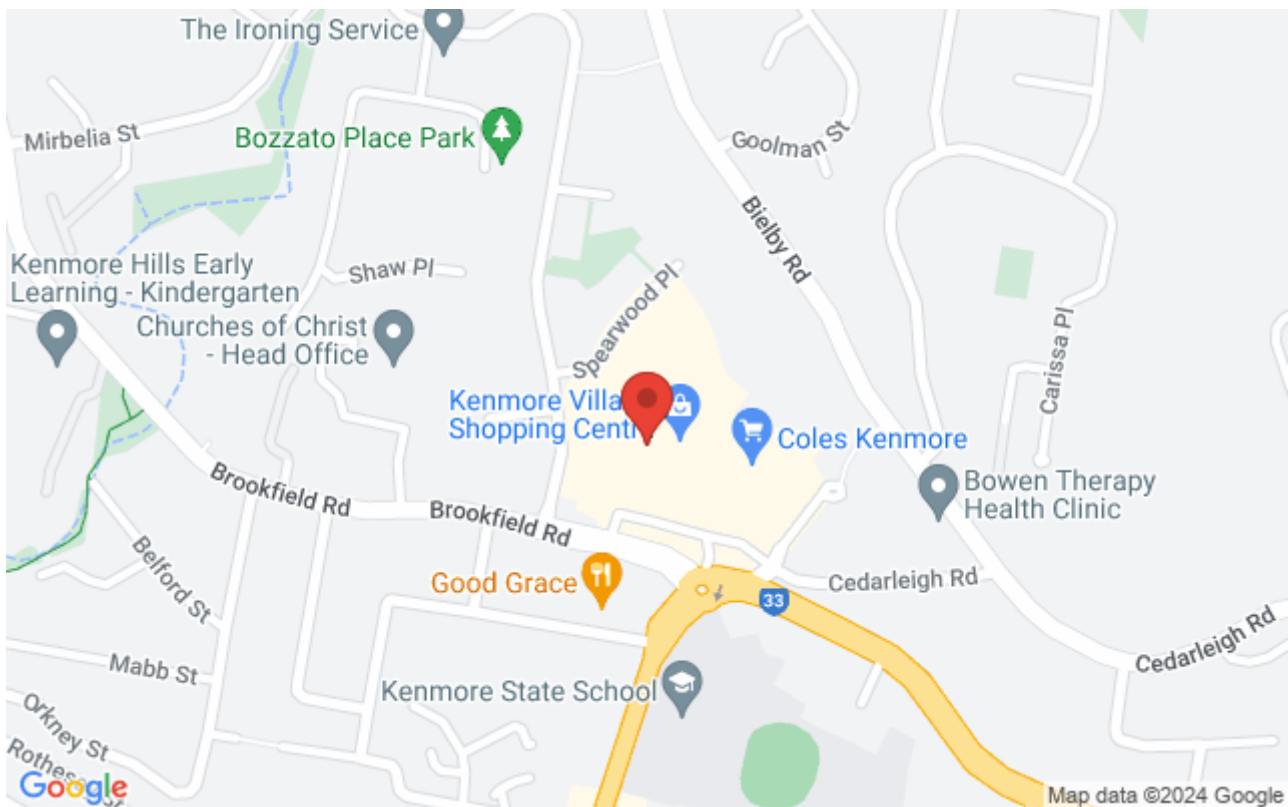 The Ironing Service
Mirbelia St
Bozzato Place Park
Goolman St
Bielby Rd
Kenmore Hills Early
Learning - Kindergarten
Shaw Pl
Churches of Christ
- Head Office
Spearwood Pl
Carissa Pl
Kenmore Villa
Shopping Centr
Coles Kenmore
Bowen Therapy
Health Clinic
Brookfield Rd
Brookfield Rd
Belford St
Good Grace
33
Cedarleigh Rd
Cedarleigh Rd
Mabb St
Kenmore State School
Orkney St
Google
Map data ©2024 Google